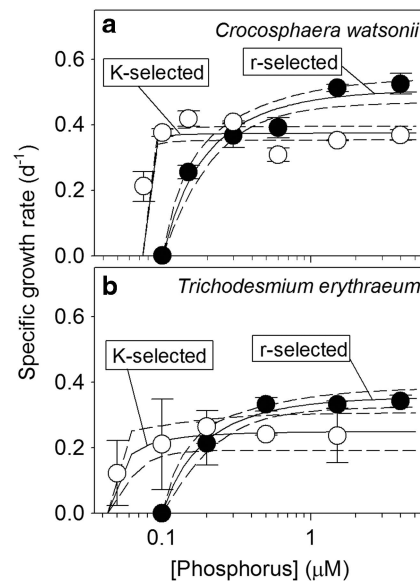 a
Crocosphaera watsonii
0.6
K-selected
r-selected
0.4
0.2
0.0
b
Trichodesmium erythraeum
0.6
K-selected
r-selected
0.4
0.2
0.0
0.1
1
Specific growth rate (d⁻¹)
[Phosphorus] (μM)